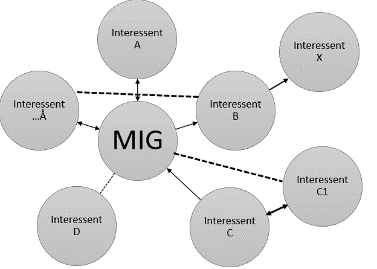 Interessent
A
Interessent
X
Interessent
...Å
Interessent
B
MIG
Interessent
C1
Interessent
D
Interessent
C